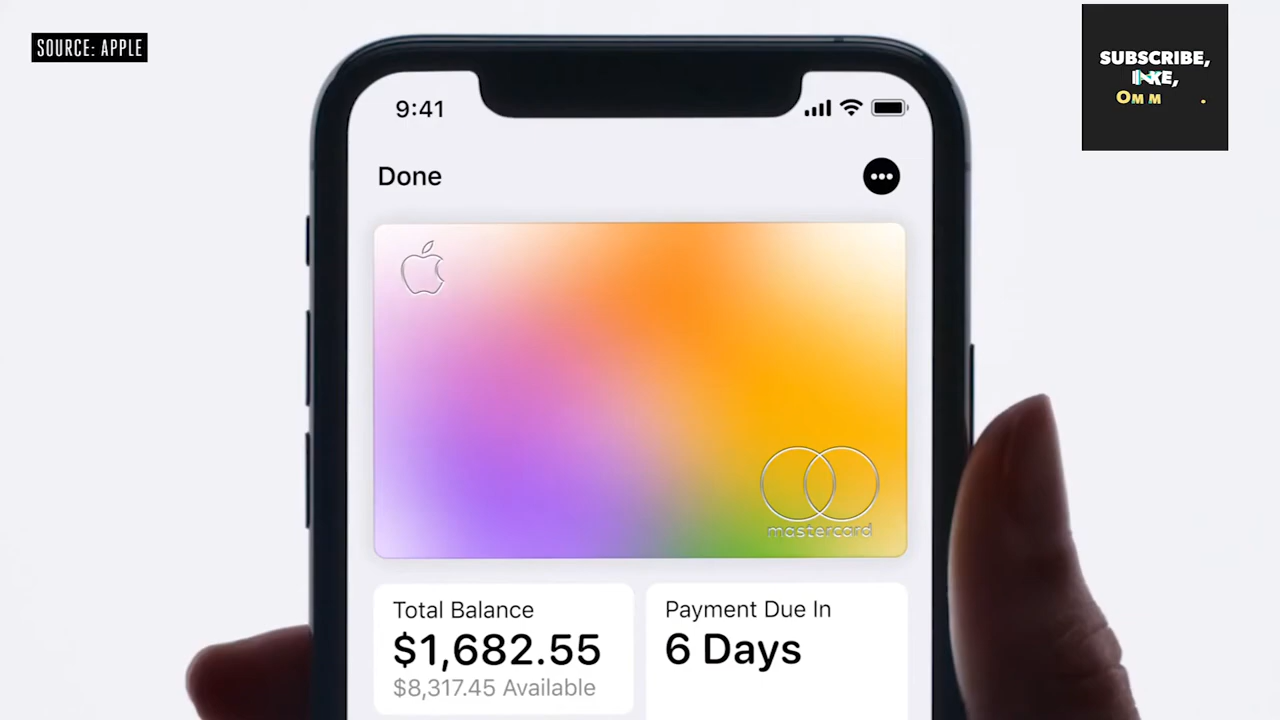 SOURCE: APPLE
SUBSCRIBE,
9:41
Done
mastercard
Total Balance
$1,682.55
$8,317.45 Available
Payment Due In
6 Days